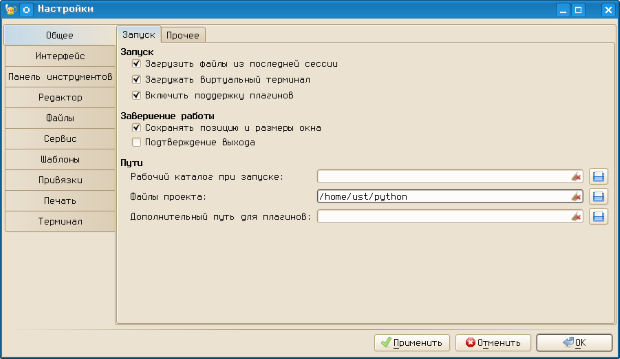 Настройки
Общее
Интерфейс
Панель инструментов
Редактор
Файлы
Сервис
Шаблоны
Привязки
Печать
Терминал
Запуск Прочее
Запуск
Загрузить файлы из последней сессии
Загружать виртуальный терминал
Включить поддержку плагинов
Завершение работы
Сохранять позицию и размеры окна
Подтверждение выхода
Пути
Рабочий каталог при запуске:
Файлы проекта: /home/ust/python
Дополнительный путь для плагинов:
Применить Отменить OK